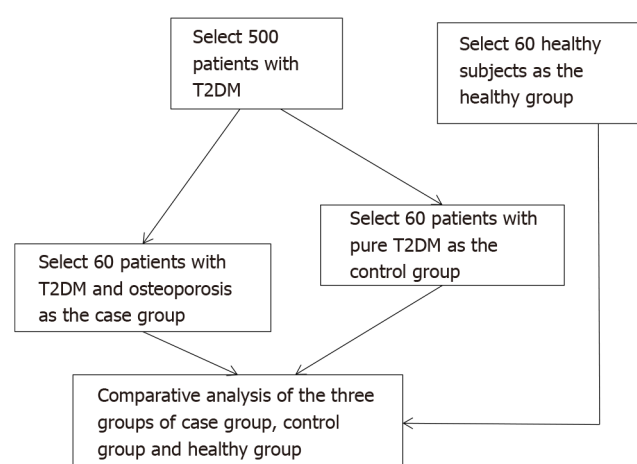 Select 500
patients with
T2DM
Select 60 healthy
subjects as the
healthy group
Select 60 patients with
pure T2DM as the
control group
Select 60 patients with
T2DM and osteoporosis
as the case group
Comparative analysis of the three
groups of case group, control
group and healthy group